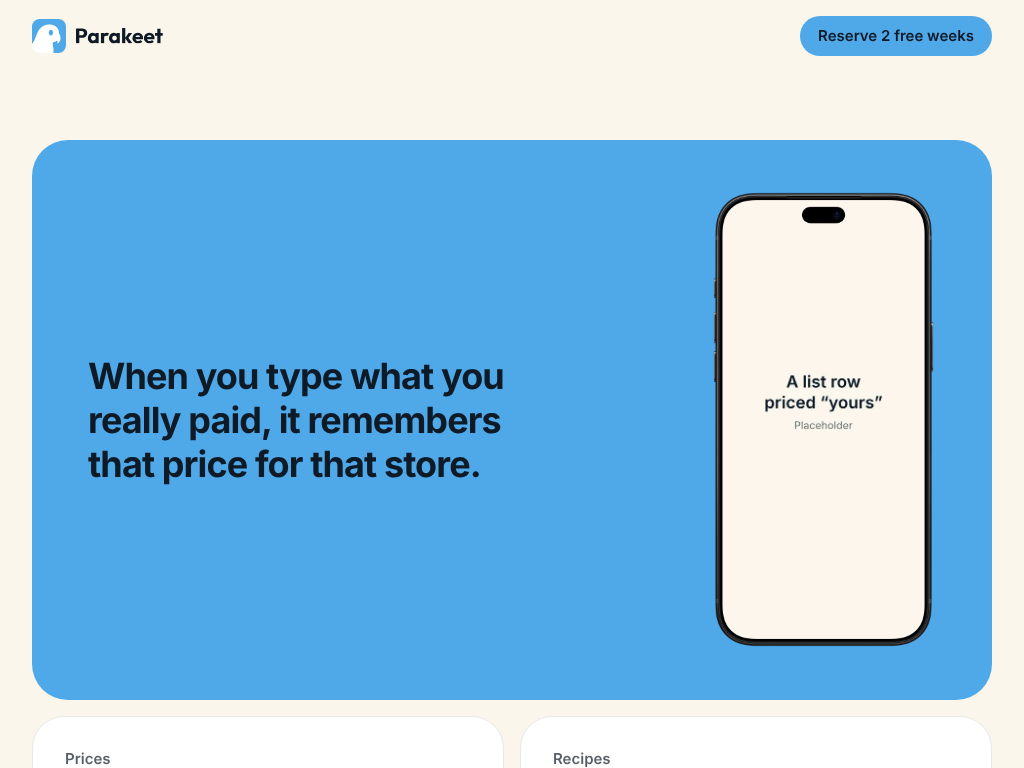 Parakeet
Reserve 2 free weeks
When you type what you
really paid, it remembers
that price for that store.
A list row
priced “yours”
Placeholder
Prices
Recipes